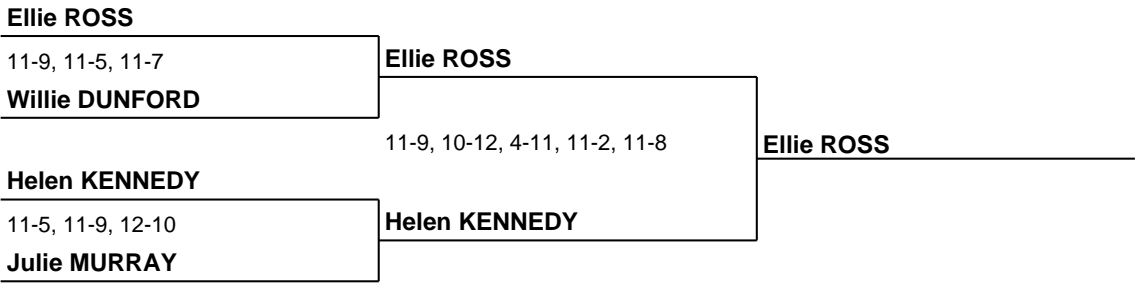 Ellie ROSS
11-9, 11-5, 11-7
Ellie ROSS
Willie DUNFORD
11-9, 10-12, 4-11, 11-2, 11-8
Ellie ROSS
Helen KENNEDY
11-5, 11-9, 12-10
Helen KENNEDY
Julie MURRAY